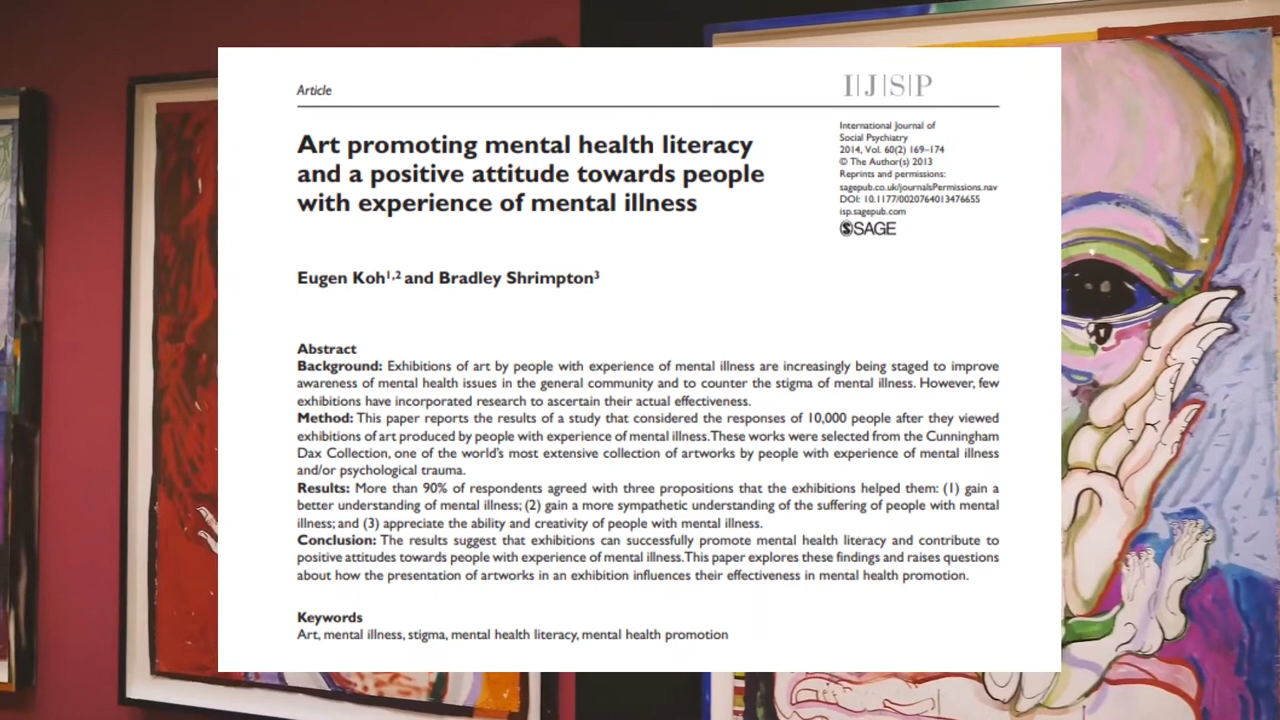 Article
I|J|S|P
Art promoting mental health literacy
and a positive attitude towards people
with experience of mental illness
International Journal of
Social Psychiatry
2014, Vol. 60(2) 169–174
© The Author(s) 2013
Reprints and permissions:
sagepub.co.uk/journalsPermissions.nav
DOI: 10.1177/0020764013476655
isp.sagepub.com
SAGE
Eugen Koh1,2 and Bradley Shrimpton3
Abstract
Background: Exhibitions of art by people with experience of mental illness are increasingly being staged to improve
awareness of mental health issues in the general community and to counter the stigma of mental illness. However, few
exhibitions have incorporated research to ascertain their actual effectiveness.
Method: This paper reports the results of a study that considered the responses of 10,000 people after they viewed
exhibitions of art produced by people with experience of mental illness.These works were selected from the Cunningham
Dax Collection, one of the world's most extensive collection of artworks by people with experience of mental illness
and/or psychological trauma.
Results: More than 90% of respondents agreed with three propositions that the exhibitions helped them: (1) gain a
better understanding of mental illness; (2) gain a more sympathetic understanding of the suffering of people with mental
illness; and (3) appreciate the ability and creativity of people with mental illness.
Conclusion: The results suggest that exhibitions can successfully promote mental health literacy and contribute to
positive attitudes towards people with experience of mental illness.This paper explores these findings and raises questions
about how the presentation of artworks in an exhibition influences their effectiveness in mental health promotion.
Keywords
Art, mental illness, stigma, mental health literacy, mental health promotion